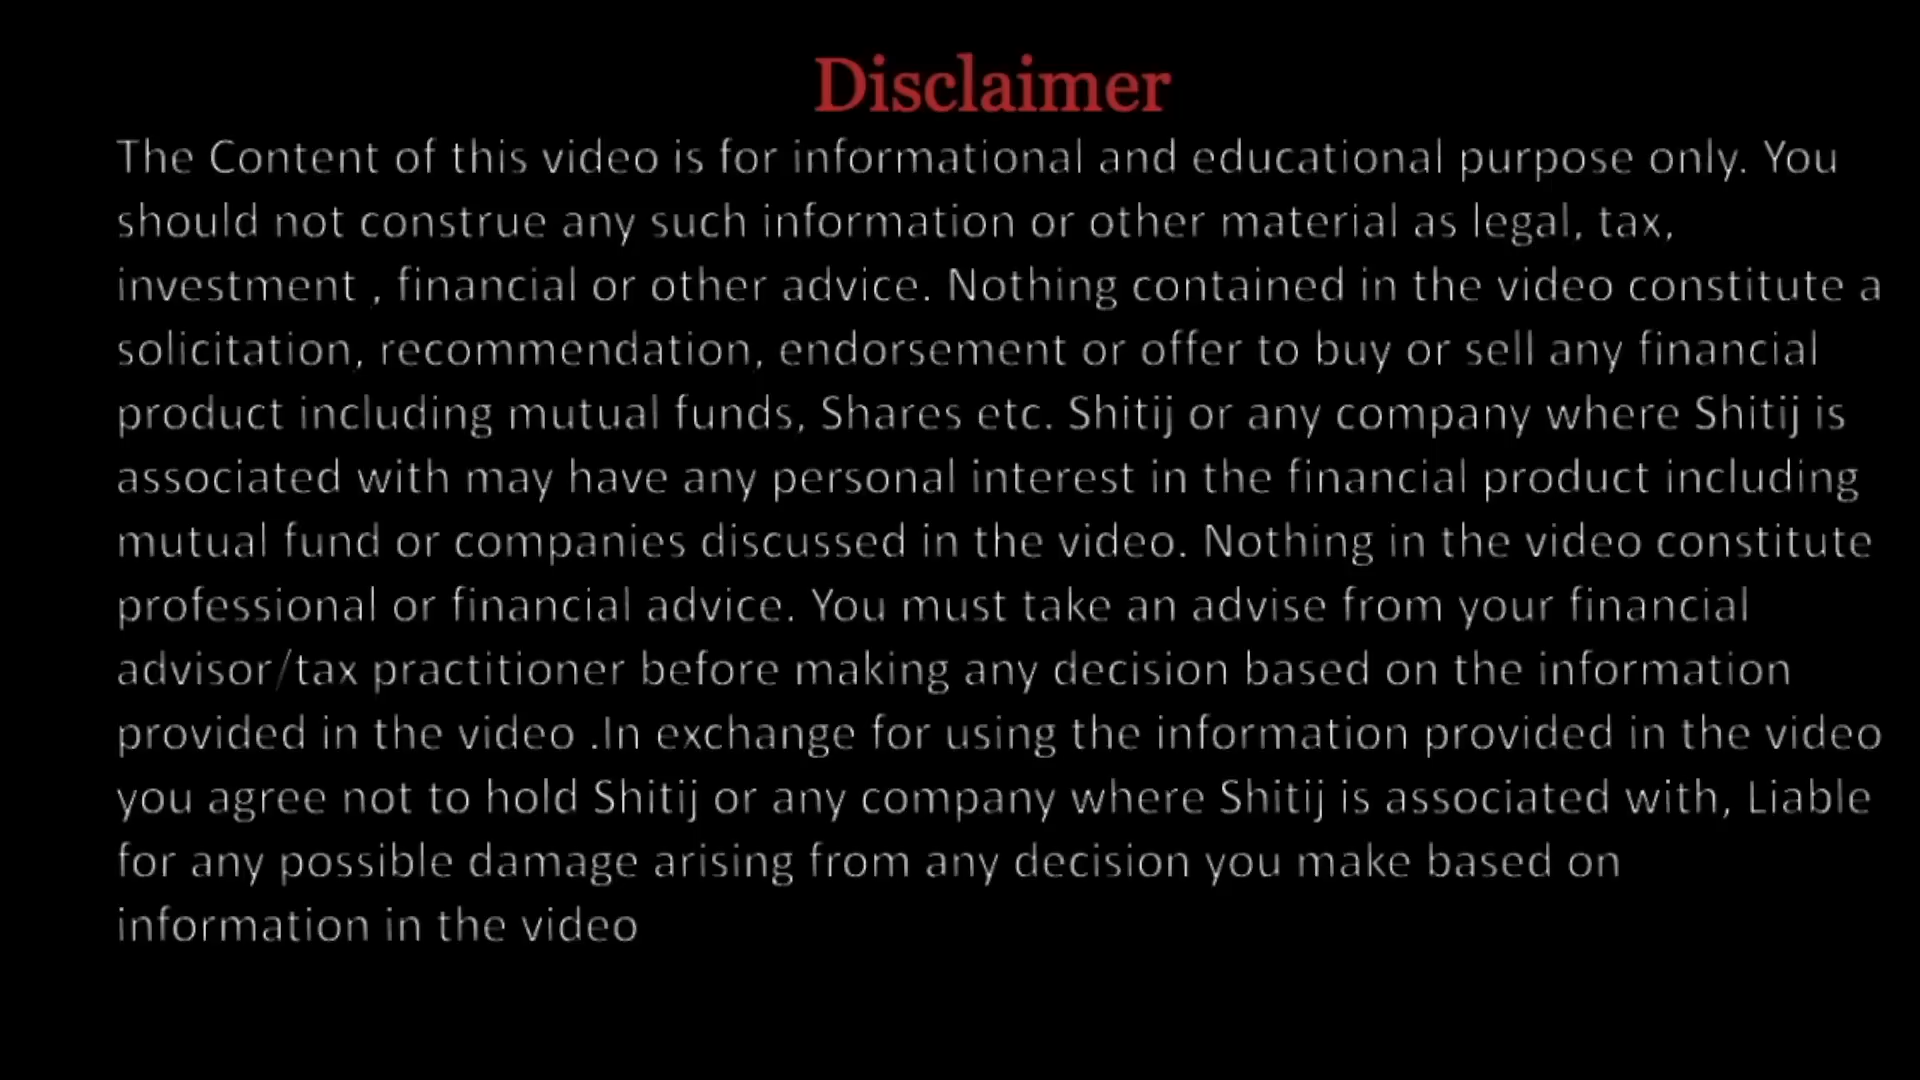 Disclaimer
The Content of this video is for informational and educational purpose only. You
should not construe any such information or other material as legal, tax,
investment , financial or other advice. Nothing contained in the video constitute a
solicitation, recommendation, endorsement or offer to buy or sell any financial
product including mutual funds, Shares etc. Shitij or any company where Shitij is
associated with may have any personal interest in the financial product including
mutual fund or companies discussed in the video. Nothing in the video constitute
professional or financial advice. You must take an advise from your financial
advisor/tax practitioner before making any decision based on the information
provided in the video .In exchange for using the information provided in the video
you agree not to hold Shitij or any company where Shitij is associated with, Liable
for any possible damage arising from any decision you make based on
information in the video